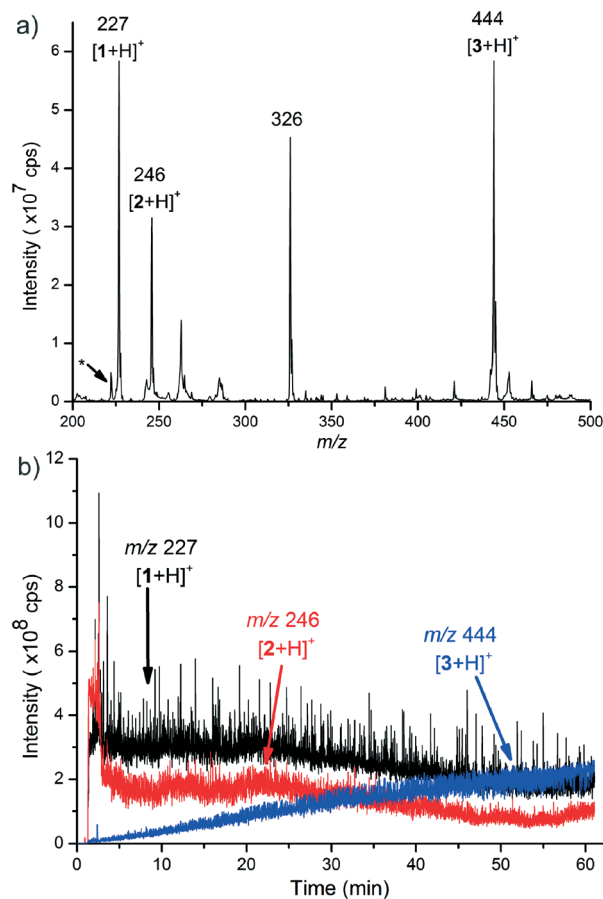 a)
227
[1+H]+
444
[3+H]+
326
246
[2+H]+
*
Intensity ( x10^7 cps)
6
5
4
3
2
1
0
200 250 300 350 400 450 500
m/z
b)
m/z 227
[1+H]+
m/z 246
[2+H]+
m/z 444
[3+H]+
Intensity ( x10^8 cps)
12
10
8
6
4
2
0
0 10 20 30 40 50 60
Time (min)